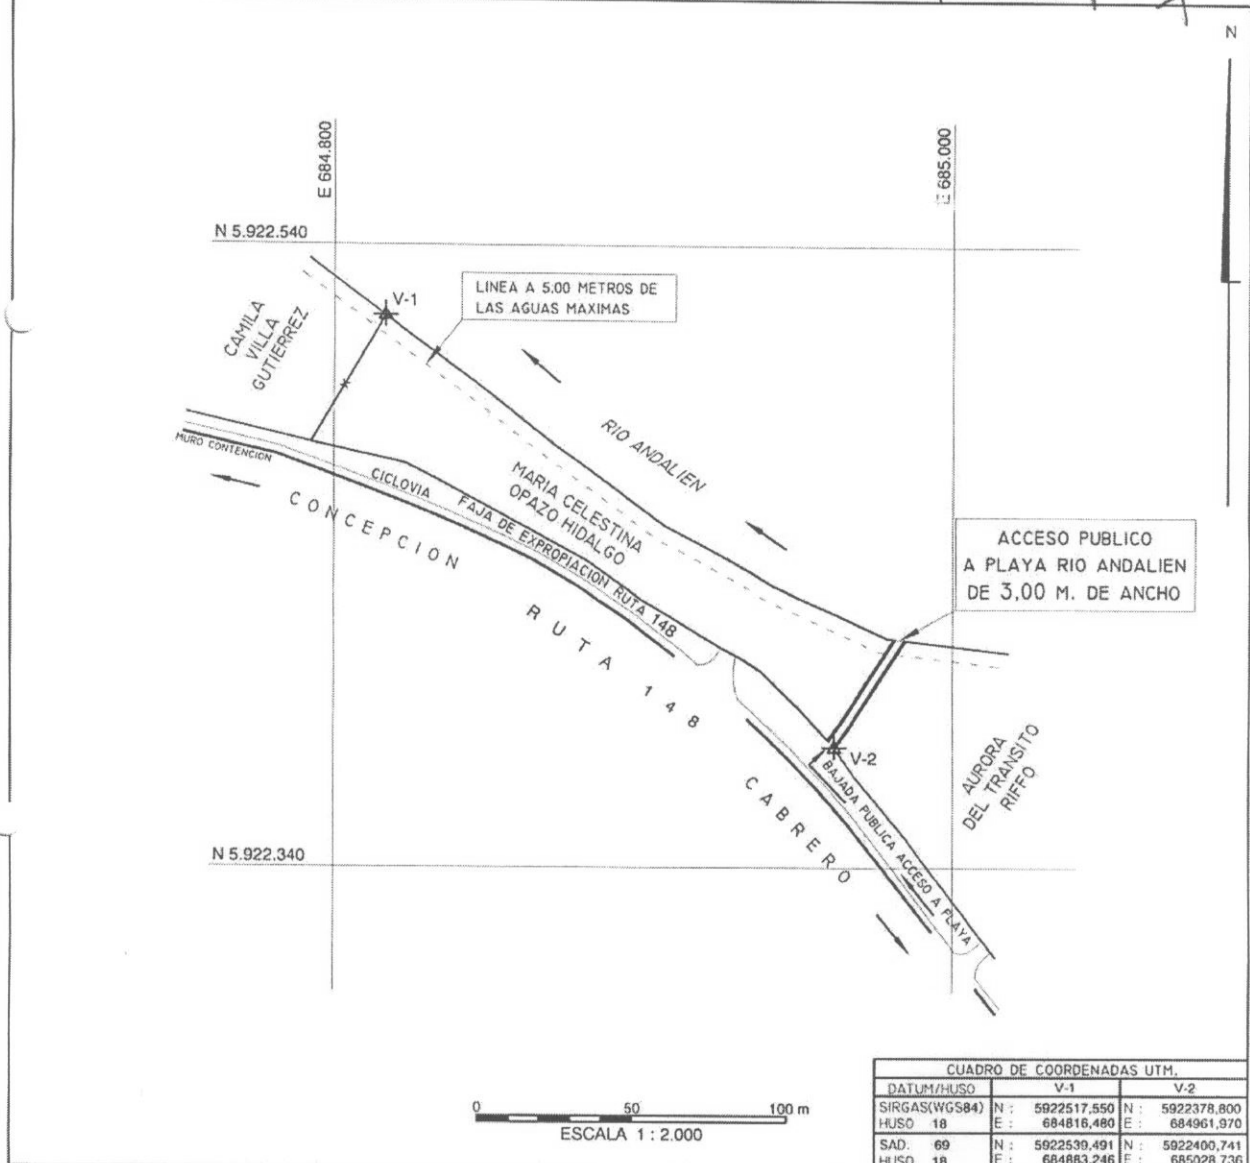 N
E 684.800
E 685.000
N 5.922.540
V-1
LINEA A 5.00 METROS DE
LAS AGUAS MAXIMAS
CAMILA
VILLA
GUTIERREZ
RIO ANDALIEN
MURO CONTENCION
CICLOVIA
FAJA DE EXPROPIACION RUTA 148
MARIA CELESTINA
OPAZO HIDALGO
CONCEPCION
ACCESO PUBLICO
A PLAYA RIO ANDALIEN
DE 3,00 M. DE ANCHO
RUTA 148
V-2
AURORA
DEL TRANSITO
RIFFO
BAJADA PUBLICA ACCESO A PLAYA
CABRERO
N 5.922.340
0 50 100 m
ESCALA 1 : 2.000
CUADRO DE COORDENADAS UTM.
DATUM/HUSO V-1 V-2
SIRGAS(WGS84) N : 5922517,550 N : 5922378,800
HUSO 18 E : 684816,480 E : 684961,970
SAD. 69 N : 5922539,491 N : 5922400,741
HUSO 18 E : 684883,246 E : 685028,736